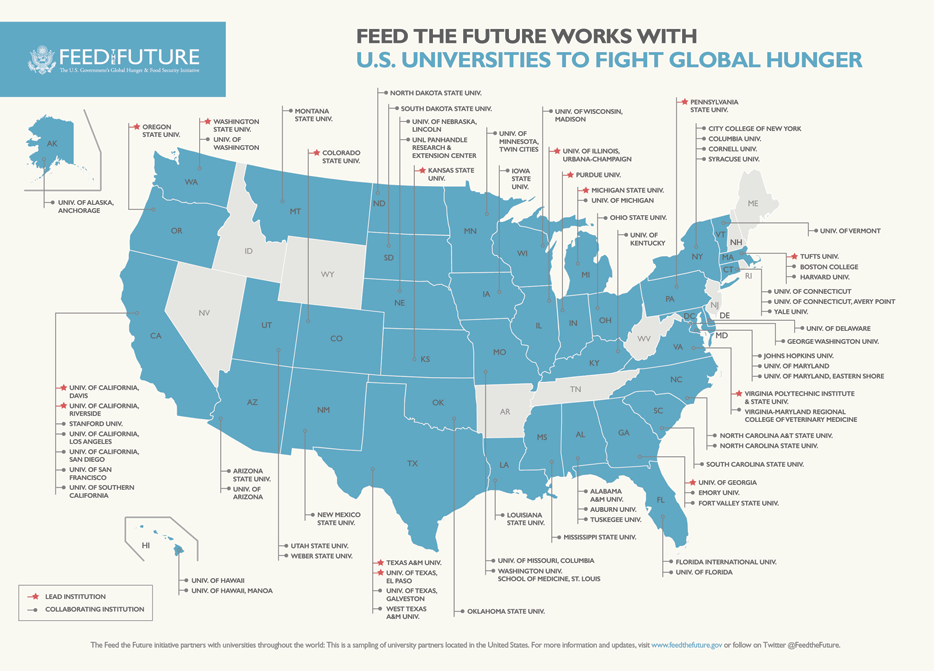 FEED THE FUTURE
The U.S. Government's Global Hunger & Food Security Initiative
FEED THE FUTURE WORKS WITH
U.S. UNIVERSITIES TO FIGHT GLOBAL HUNGER
AK
UNIV. OF ALASKA,
ANCHORAGE
OREGON
STATE UNIV.
WASHINGTON
STATE UNIV.
UNIV. OF
WASHINGTON
MONTANA
STATE UNIV.
COLORADO
STATE UNIV.
NORTH DAKOTA STATE UNIV.
SOUTH DAKOTA STATE UNIV.
UNIV. OF NEBRASKA,
LINCOLN
UNL PANHANDLE
RESEARCH &
EXTENSION CENTER
KANSAS STATE
UNIV.
UNIV. OF
MINNESOTA,
TWIN CITIES
IOWA
STATE
UNIV.
UNIV. OF WISCONSIN,
MADISON
UNIV. OF ILLINOIS,
URBANA-CHAMPAIGN
PURDUE UNIV.
MICHIGAN STATE UNIV.
UNIV. OF MICHIGAN
OHIO STATE UNIV.
UNIV. OF
KENTUCKY
PENNSYLVANIA
STATE UNIV.
CITY COLLEGE OF NEW YORK
COLUMBIA UNIV.
CORNELL UNIV.
SYRACUSE UNIV.
UNIV. OF VERMONT
TUFTS UNIV.
BOSTON COLLEGE
HARVARD UNIV.
UNIV. OF CONNECTICUT
UNIV. OF CONNECTICUT, AVERY POINT
YALE UNIV.
UNIV. OF DELAWARE
GEORGE WASHINGTON UNIV.
JOHNS HOPKINS UNIV.
UNIV. OF MARYLAND
UNIV. OF MARYLAND, EASTERN SHORE
VIRGINIA POLYTECHNIC INSTITUTE
& STATE UNIV.
VIRGINIA-MARYLAND REGIONAL
COLLEGE OF VETERINARY MEDICINE
NORTH CAROLINA A&T STATE UNIV.
NORTH CAROLINA STATE UNIV.
SOUTH CAROLINA STATE UNIV.
UNIV. OF GEORGIA
EMORY UNIV.
FORT VALLEY STATE UNIV.
FLORIDA INTERNATIONAL UNIV.
UNIV. OF FLORIDA
ALABAMA
A&M UNIV.
AUBURN UNIV.
TUSKEGEE UNIV.
MISSISSIPPI STATE UNIV.
LOUISIANA
STATE UNIV.
UNIV. OF MISSOURI, COLUMBIA
WASHINGTON UNIV.
SCHOOL OF MEDICINE, ST. LOUIS
OKLAHOMA STATE UNIV.
TEXAS A&M UNIV.
UNIV. OF TEXAS,
EL PASO
UNIV. OF TEXAS,
GALVESTON
WEST TEXAS
A&M UNIV.
NEW MEXICO
STATE UNIV.
UTAH STATE UNIV.
WEBER STATE UNIV.
ARIZONA
STATE UNIV.
UNIV. OF
ARIZONA
UNIV. OF CALIFORNIA,
DAVIS
UNIV. OF CALIFORNIA,
RIVERSIDE
STANFORD UNIV.
UNIV. OF CALIFORNIA,
LOS ANGELES
UNIV. OF CALIFORNIA,
SAN DIEGO
UNIV. OF SAN
FRANCISCO
UNIV. OF SOUTHERN
CALIFORNIA
HI
UNIV. OF HAWAII
UNIV. OF HAWAII, MANOA
WA
OR
ID
MT
ND
MN
WI
MI
SD
WY
NE
IA
IL
IN
OH
PA
NY
VT
NH
ME
MA
CT
RI
NJ
DE
DC
MD
CA
NV
UT
CO
KS
MO
KY
WV
VA
AZ
NM
OK
AR
TN
NC
SC
TX
LA
MS
AL
GA
FL
LEAD INSTITUTION
COLLABORATING INSTITUTION
The Feed the Future initiative partners with universities throughout the world: This is a sampling of university partners located in the United States. For more information and updates, visit www.feedthefuture.gov or follow on Twitter @FeedtheFuture.